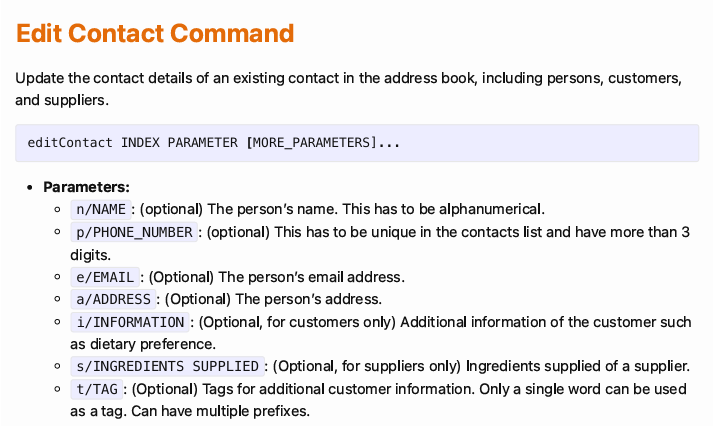 Edit Contact Command
Update the contact details of an existing contact in the address book, including persons, customers,
and suppliers.
editContact INDEX PARAMETER [MORE_PARAMETERS]...
• Parameters:
◦ n/NAME : (optional) The person’s name. This has to be alphanumerical.
◦ p/PHONE_NUMBER : (optional) This has to be unique in the contacts list and have more than 3
digits.
◦ e/EMAIL : (Optional) The person’s email address.
◦ a/ADDRESS : (Optional) The person’s address.
◦ i/INFORMATION : (Optional, for customers only) Additional information of the customer such
as dietary preference.
◦ s/INGREDIENTS SUPPLIED : (Optional, for suppliers only) Ingredients supplied of a supplier.
◦ t/TAG : (Optional) Tags for additional customer information. Only a single word can be used
as a tag. Can have multiple prefixes.